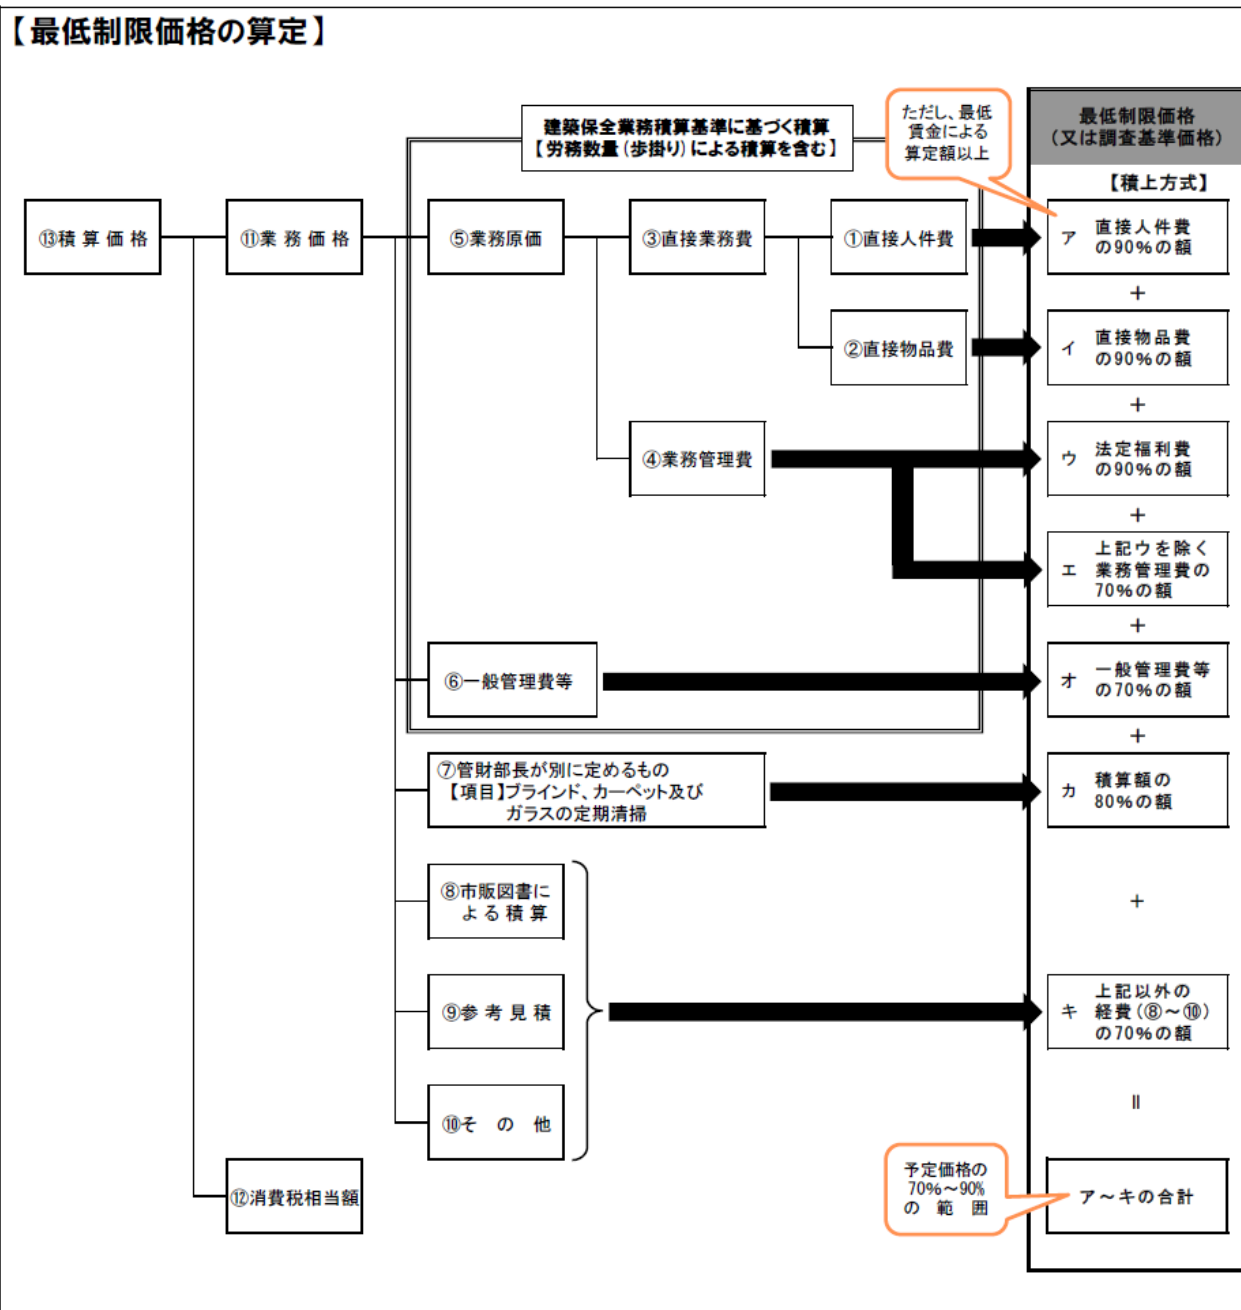 【最低制限価格の算定】
建築保全業務積算基準に基づく積算
【労務数量(歩掛り)による積算を含む】
ただし、最低
賃金による
算定額以上
最低制限価格
(又は調査基準価格)
【積上方式】
⑬積算価格
⑪業務価格
⑤業務原価
③直接業務費
①直接人件費
ア 直接人件費
の90%の額
+
②直接物品費
イ 直接物品費
の90%の額
+
④業務管理費
ウ 法定福利費
の90%の額
+
エ 上記ウを除く
業務管理費の
70%の額
+
⑥一般管理費等
オ 一般管理費等
の70%の額
+
⑦管財部長が別に定めるもの
【項目】ブラインド、カーペット及び
ガラスの定期清掃
カ 積算額の
80%の額
⑧市販図書に
よる積算
+
⑨参考見積
キ 上記以外の
経費(⑧~⑩)
の70%の額
⑩その他
=
⑫消費税相当額
予定価格の
70%~90%
の範囲
ア~キの合計